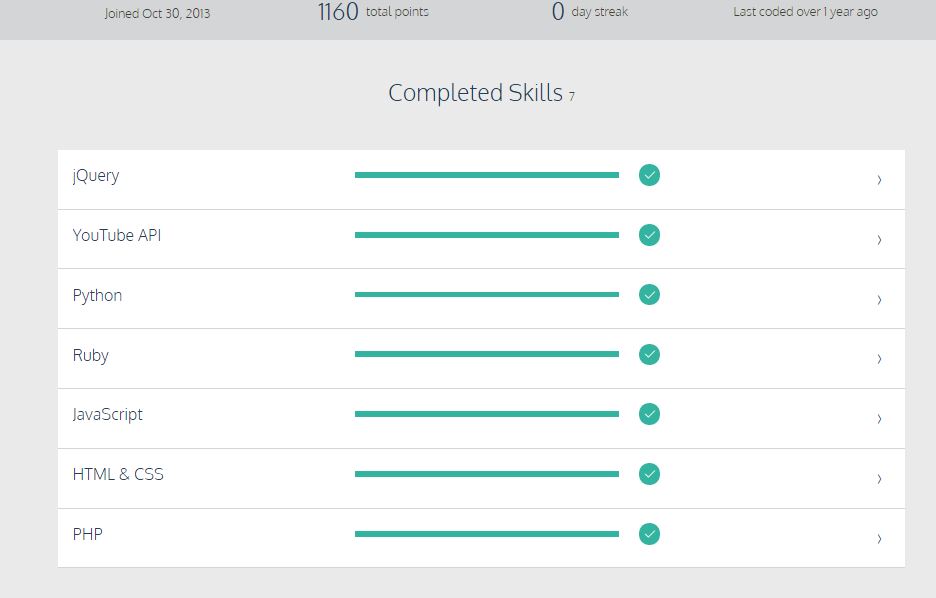 Joined Oct 30, 2013 1160 total points 0 day streak Last coded over 1 year ago
Completed Skills 7
jQuery
YouTube API
Python
Ruby
JavaScript
HTML & CSS
PHP